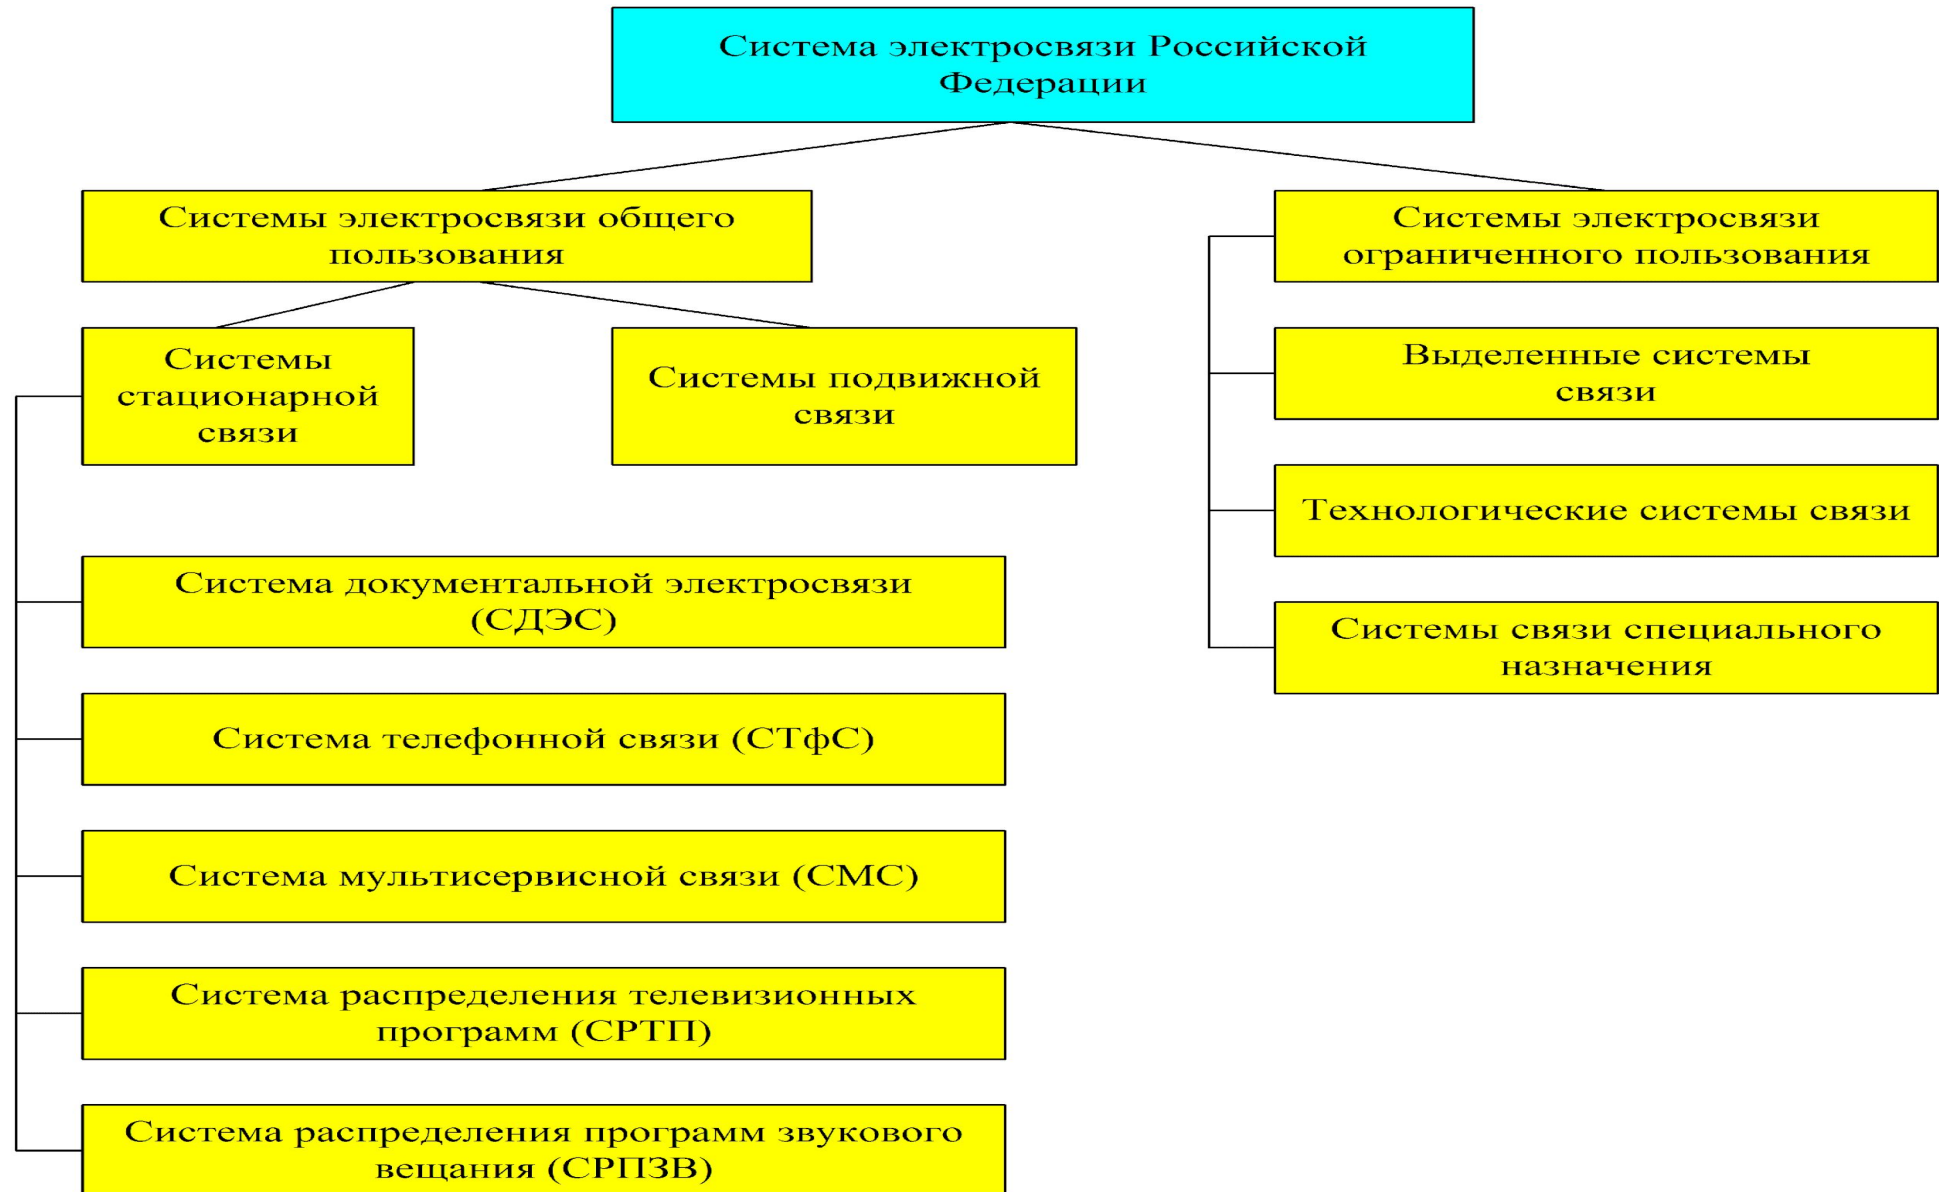 Система электросвязи Российской
Федерации
Системы электросвязи общего
пользования
Системы электросвязи
ограниченного пользования
Системы
стационарной
связи
Системы подвижной
связи
Выделенные системы
связи
Технологические системы связи
Система документальной электросвязи
(СДЭС)
Системы связи специального
назначения
Система телефонной связи (СТфС)
Система мультисервисной связи (СМС)
Система распределения телевизионных
программ (СРТП)
Система распределения программ звукового
вещания (СРПЗВ)